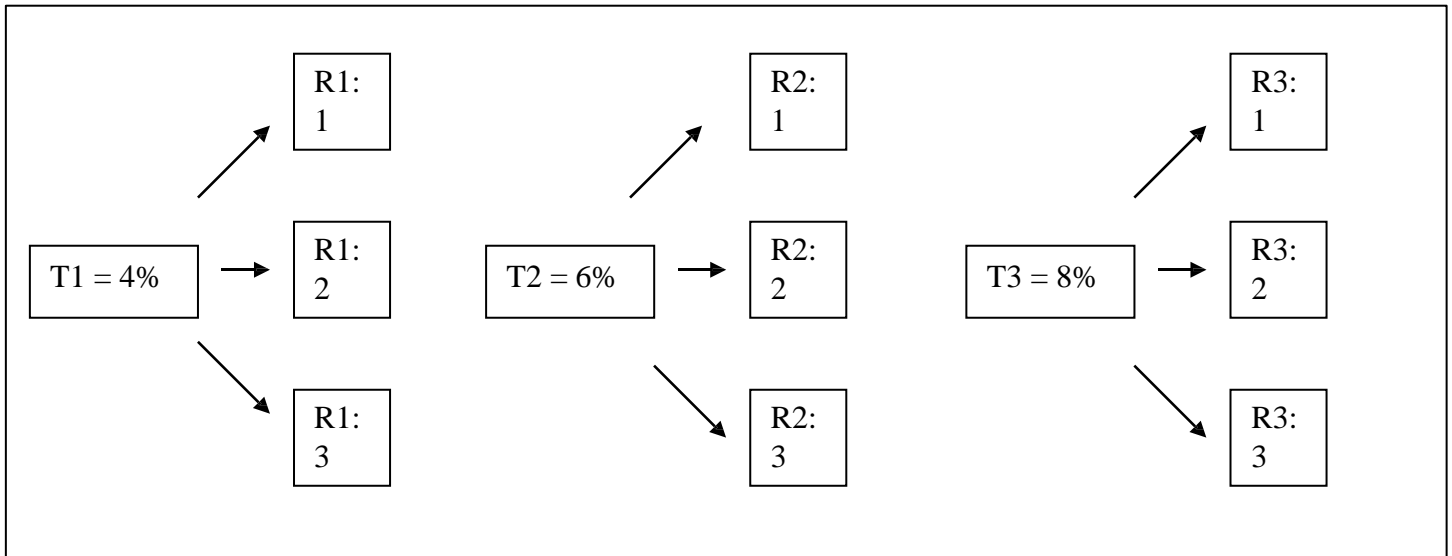 R1:
1
R2:
1
R3:
1
T1 = 4%
R1:
2
T2 = 6%
R2:
2
T3 = 8%
R3:
2
R1:
3
R2:
3
R3:
3